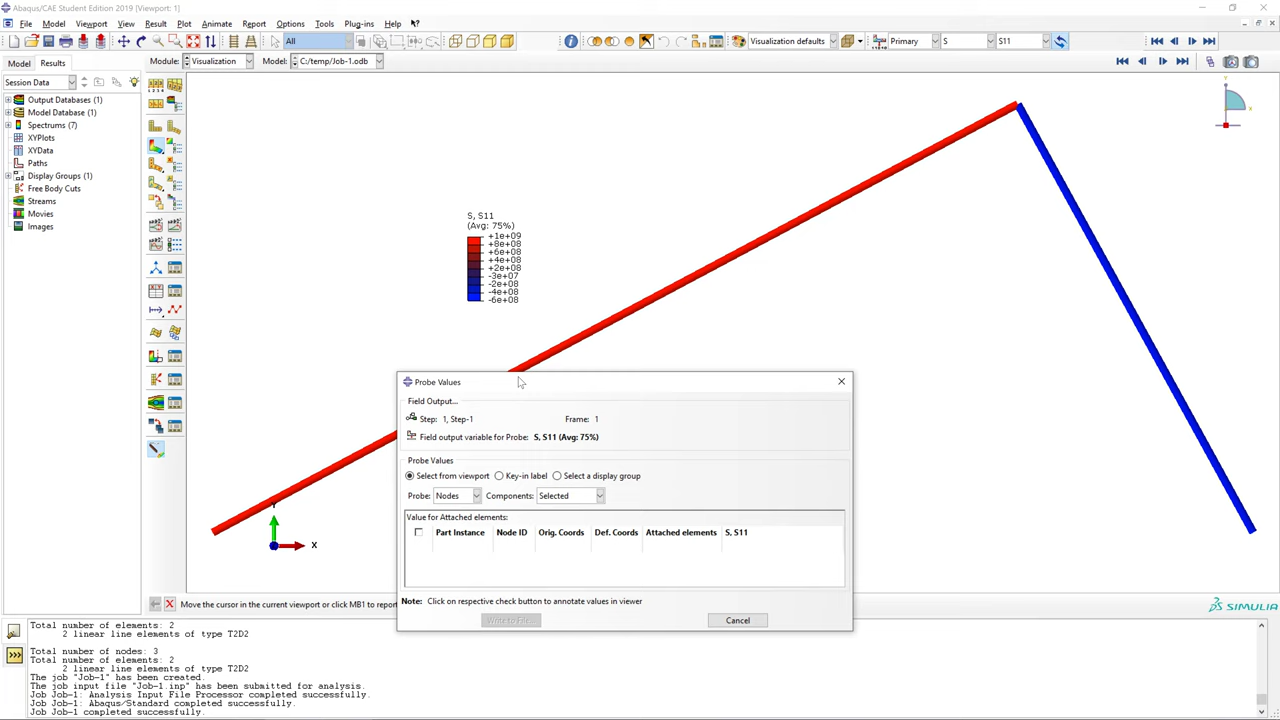 Abaqus/CAE Student Edition 2019 [Viewport: 1]
File Model Viewport View Result Plot Animate Report Options Tools Plug-ins Help
All Visualization defaults Primary S S11
Model Results Module: Visualization Model: C:/temp/Job-1.odb
Session Data
Output Databases (1)
Model Database (1)
Spectrums (7)
XYPlots
XYData
Paths
Display Groups (1)
Free Body Cuts
Streams
Movies
Images
S, S11
(Avg: 75%)
+1e+09
+8e+08
+6e+08
+4e+08
+2e+08
-3e+07
-2e+08
-4e+08
-6e+08
Y
X
Y
X
Probe Values
Field Output...
Step: 1, Step-1 Frame: 1
Field output variable for Probe: S, S11 (Avg: 75%)
Probe Values
Select from viewport Key-in label Select a display group
Probe: Nodes Components: Selected
Value for Attached elements:
Part Instance Node ID Orig. Coords Def. Coords Attached elements S, S11
Note: Click on respective check button to annotate values in viewer
Write to File... Cancel
Move the cursor in the current viewport or click MB1 to repor
SIMULIA
Total number of elements: 2
2 linear line elements of type T2D2
Total number of nodes: 3
Total number of elements: 2
2 linear line elements of type T2D2
The job "Job-1" has been created.
The job input file "Job-1.inp" has been submitted for analysis.
Job Job-1: Analysis Input File Processor completed successfully.
Job Job-1: Abaqus/Standard completed successfully.
Job Job-1 completed successfully.